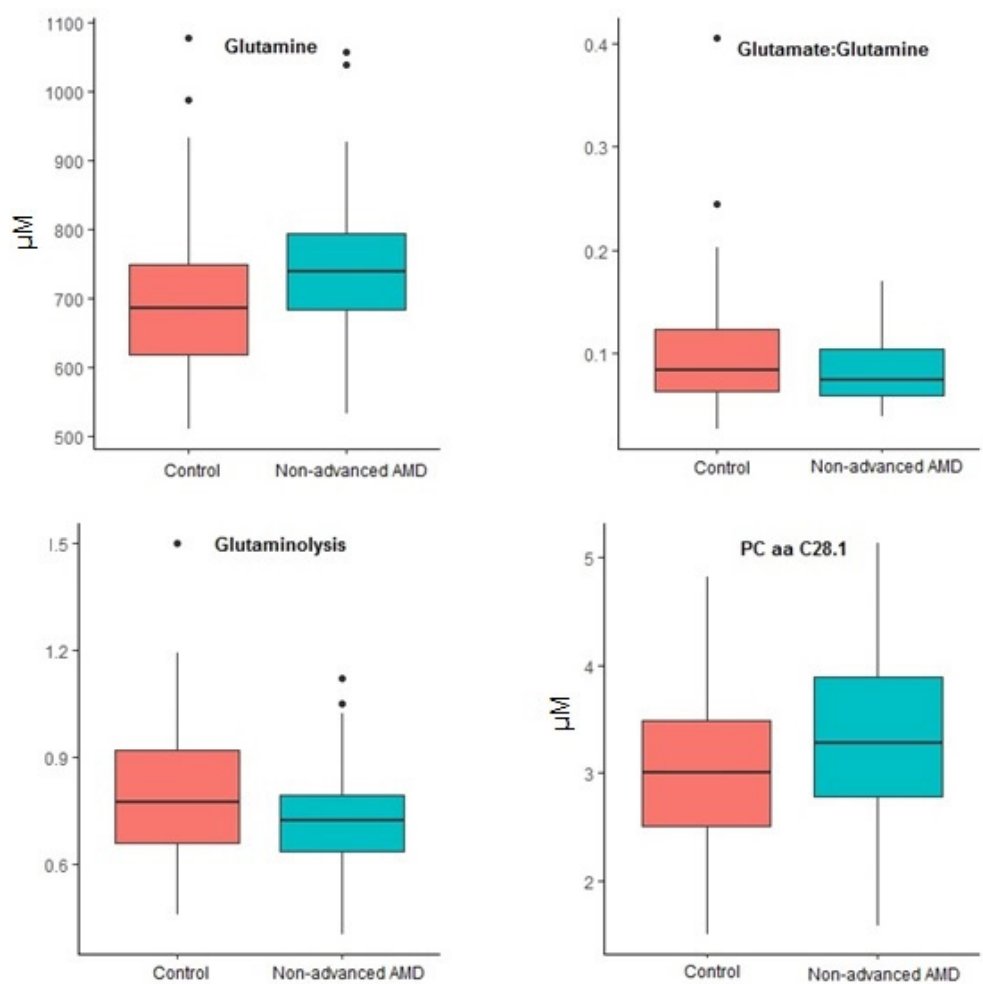 Glutamine
1100
1000
900
800
700
600
500
µM
Control
Non-advanced AMD
Glutamate:Glutamine
0.4
0.3
0.2
0.1
Control
Non-advanced AMD
Glutaminolysis
1.5
1.2
0.9
0.6
Control
Non-advanced AMD
PC aa C28.1
5
4
3
2
µM
Control
Non-advanced AMD